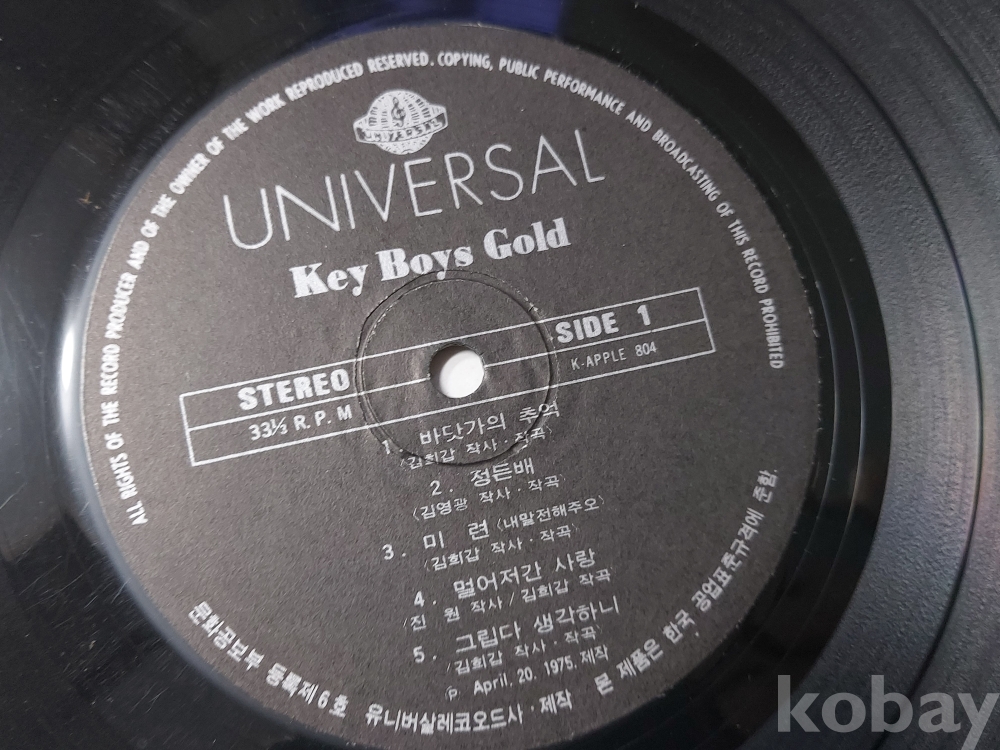 ALL RIGHTS OF THE RECORD PRODUCER AND OF THE OWNER OF THE WORK REPRODUCED RESERVED. COPYING, PUBLIC PERFORMANCE AND BROADCASTING OF THIS RECORD PROHIBITED
UNIVERSAL
UNIVERSAL
Key Boys Gold
STEREO
SIDE 1
33⅓ R.P.M
K-APPLE 804
1. 바닷가의 추억
〈김희갑 작사·작곡〉
2. 정든배
〈김영광 작사·작곡〉
3. 미 련〈내말전해주오〉
〈김희갑 작사·작곡〉
4. 멀어저간 사랑
〈진 원 작사/김희갑 작곡〉
5. 그립다 생각하니
〈김희갑 작사·작곡〉
℗ April, 20. 1975. 제작
문화공보부 등록제6호 유니버살레코오드사·제작 본 제품은 한국 공업표준규격에 준함.
kobay